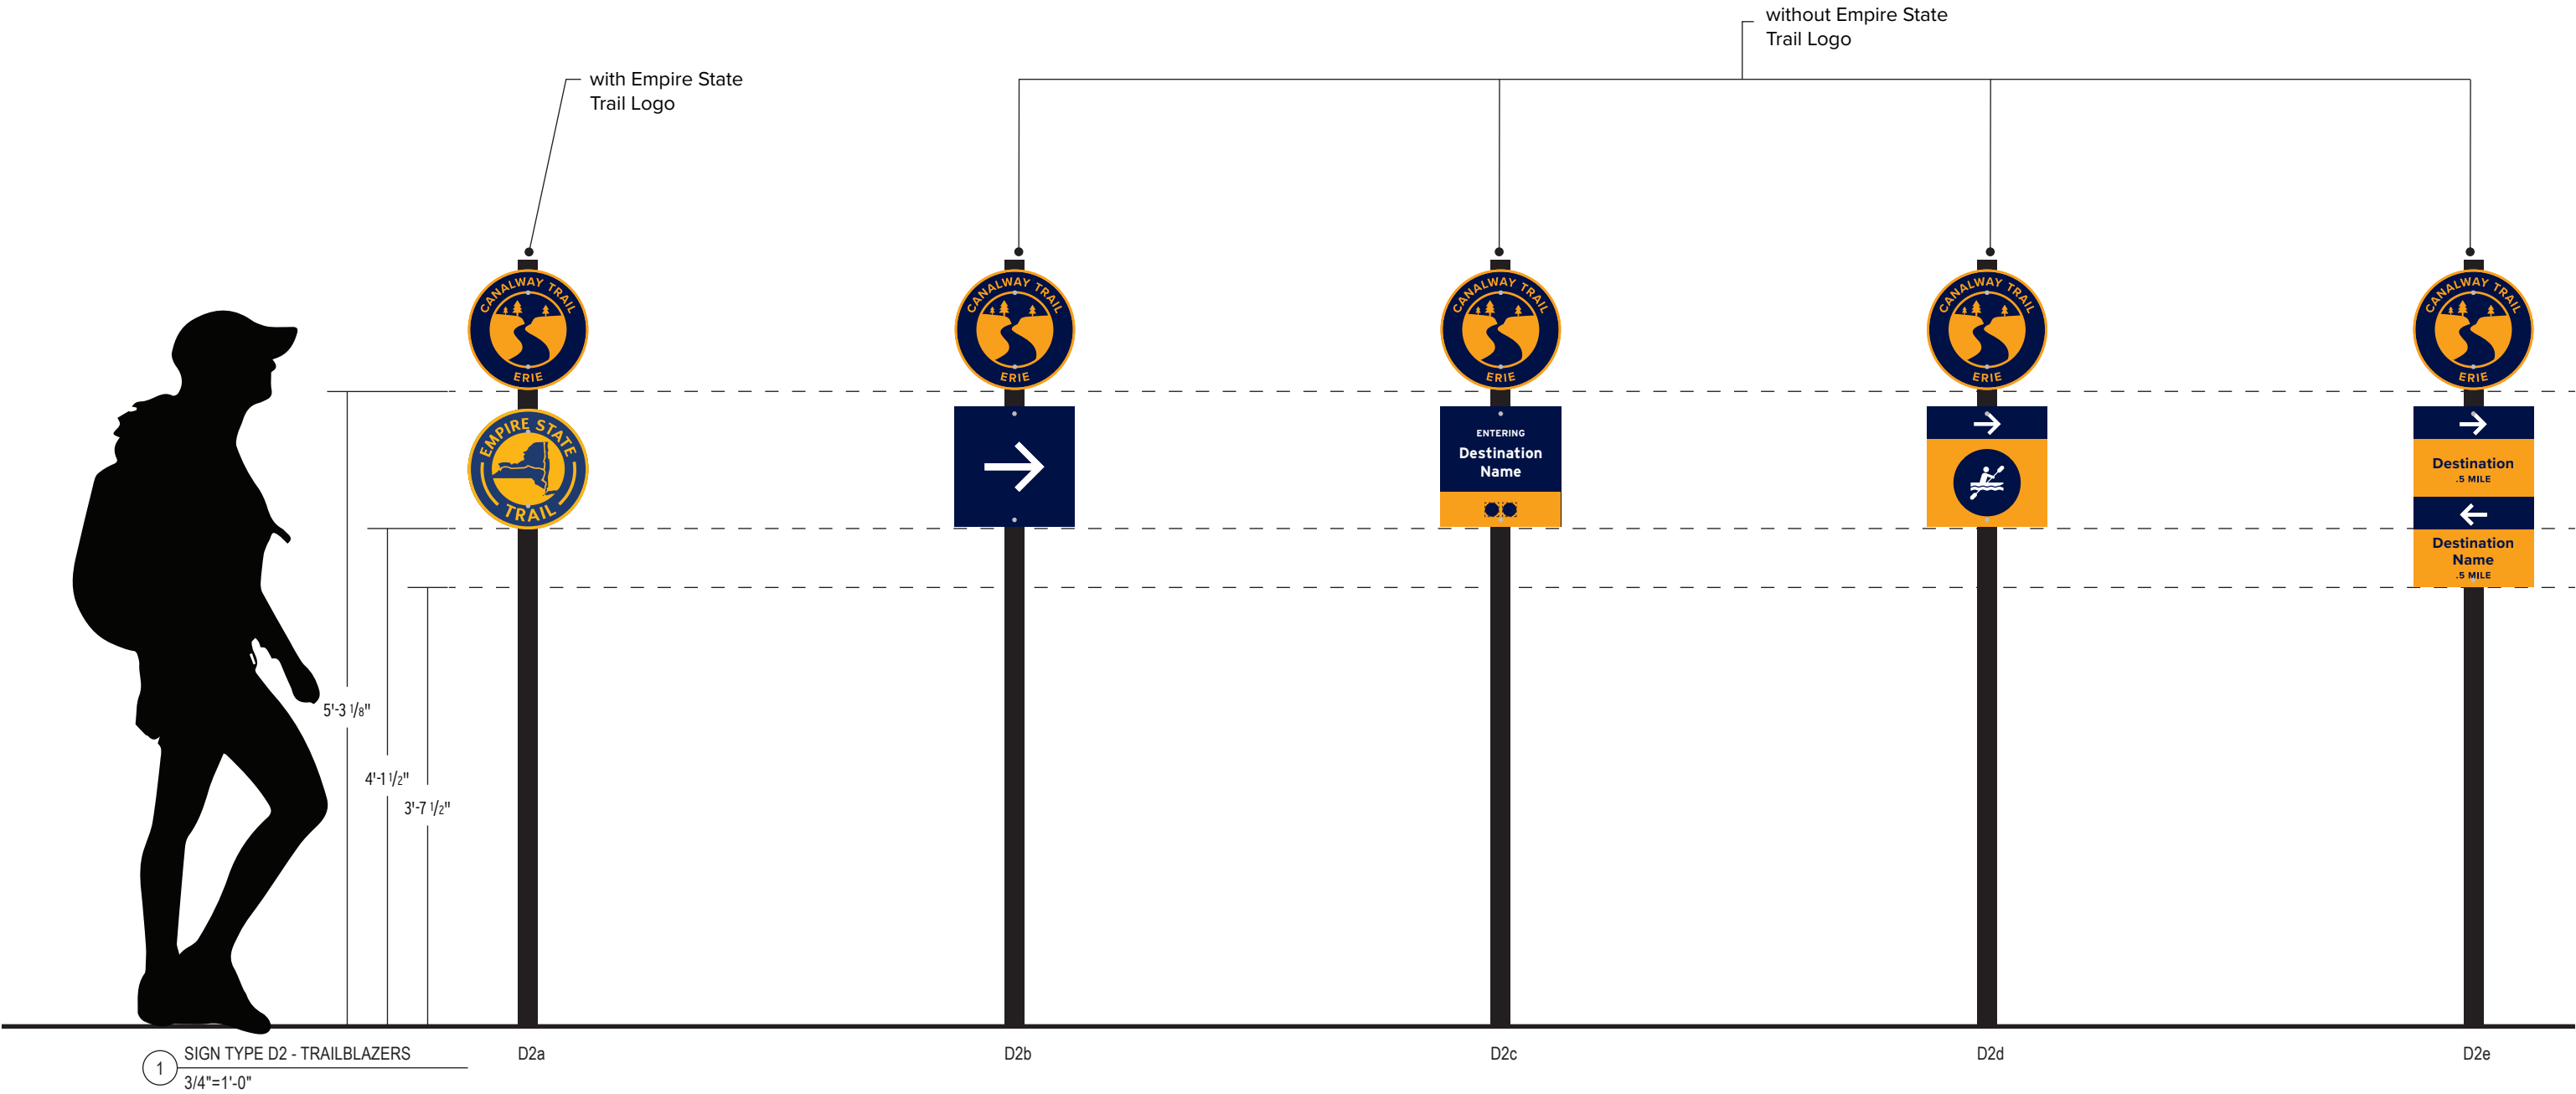 without Empire State
Trail Logo
with Empire State
Trail Logo
CANALWAY TRAIL
ERIE
EMPIRE STATE
TRAIL
CANALWAY TRAIL
ERIE
CANALWAY TRAIL
ERIE
ENTERING
Destination
Name
CANALWAY TRAIL
ERIE
CANALWAY TRAIL
ERIE
Destination
.5 MILE
Destination
Name
.5 MILE
5'-3 1/8"
4'-1 1/2"
3'-7 1/2"
1
SIGN TYPE D2 - TRAILBLAZERS
3/4"=1'-0"
D2a
D2b
D2c
D2d
D2e